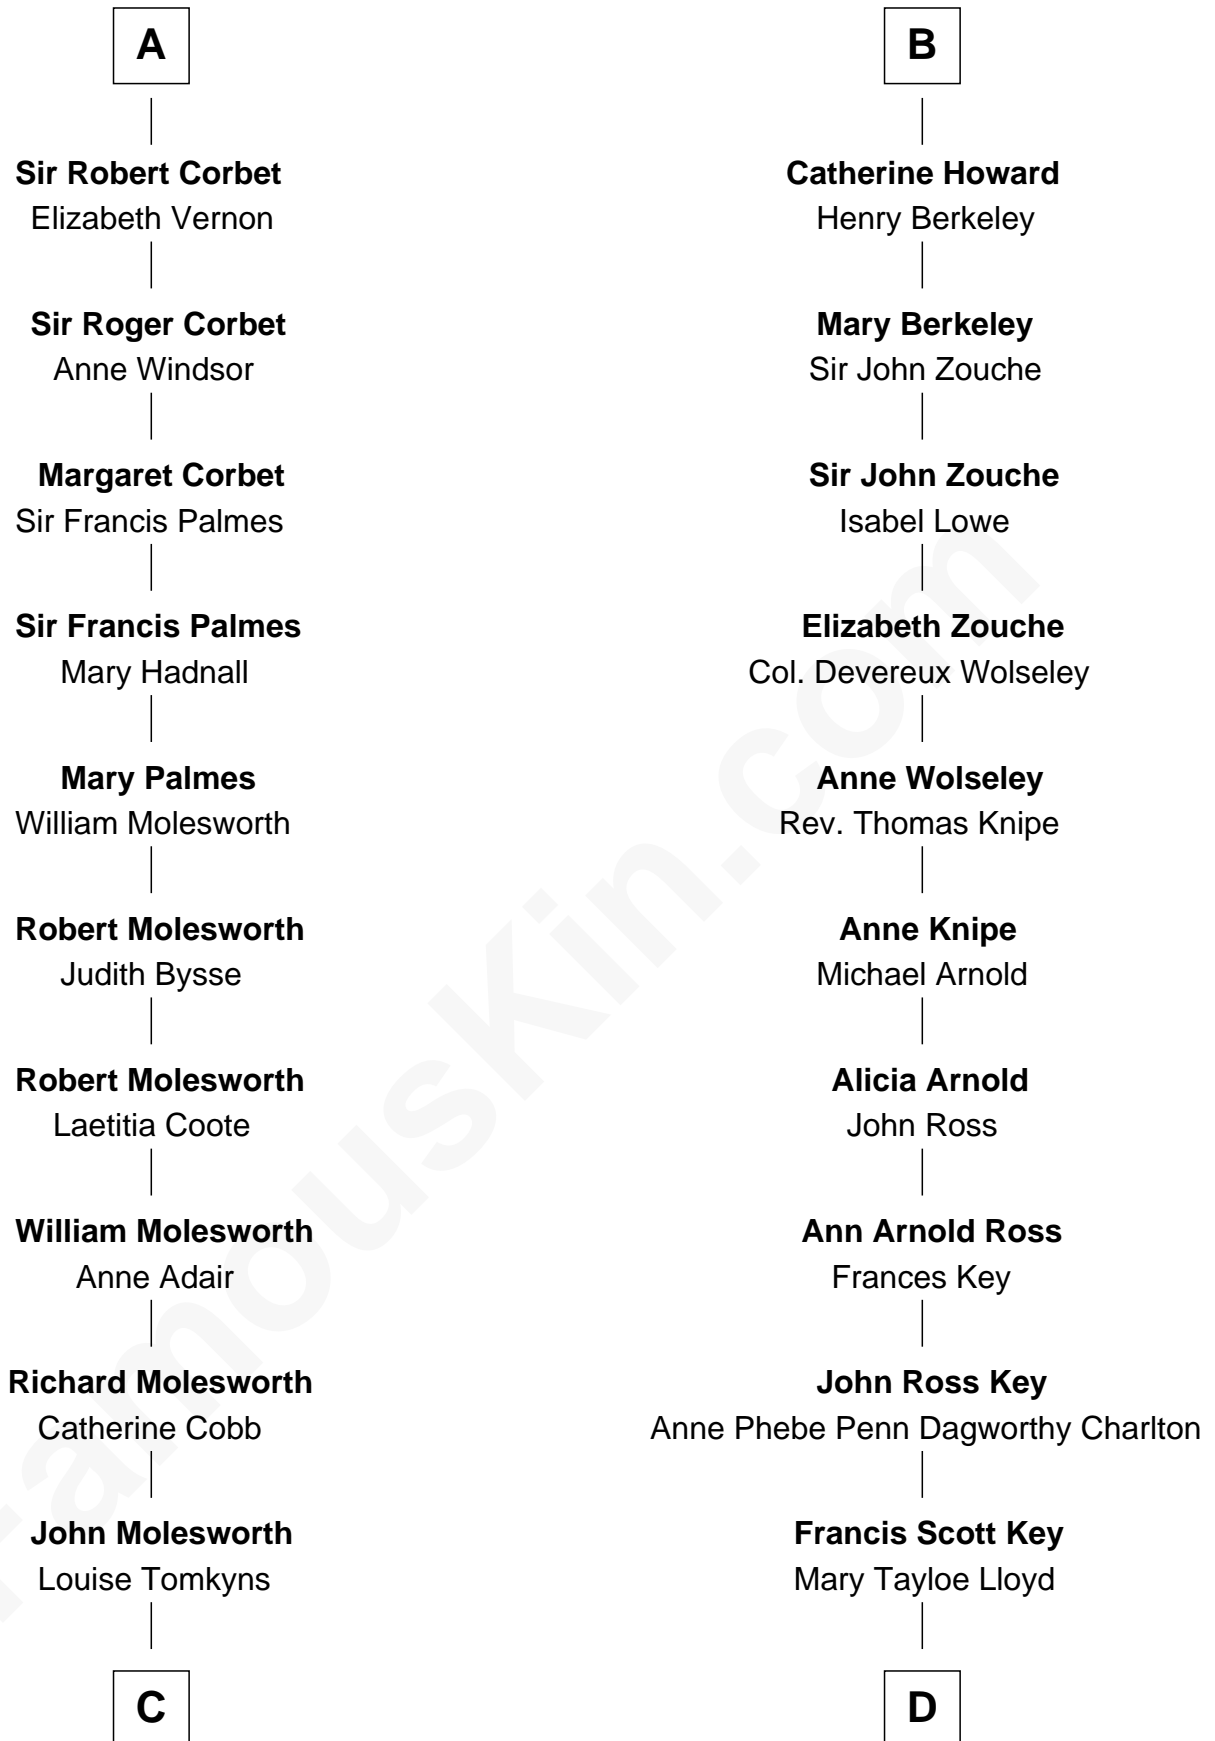 A
Sir Robert Corbet
Elizabeth Vernon
Sir Roger Corbet
Anne Windsor
Margaret Corbet
Sir Francis Palmes
Sir Francis Palmes
Mary Hadnall
Mary Palmes
William Molesworth
Robert Molesworth
Judith Bysse
Robert Molesworth
Laetitia Coote
William Molesworth
Anne Adair
Richard Molesworth
Catherine Cobb
John Molesworth
Louise Tomkyns
C
B
Catherine Howard
Henry Berkeley
Mary Berkeley
Sir John Zouche
Sir John Zouche
Isabel Lowe
Elizabeth Zouche
Col. Devereux Wolseley
Anne Wolseley
Rev. Thomas Knipe
Anne Knipe
Michael Arnold
Alicia Arnold
John Ross
Ann Arnold Ross
Frances Key
John Ross Key
Anne Phebe Penn Dagworthy Charlton
Francis Scott Key
Mary Tayloe Lloyd
D
FamousKin.com